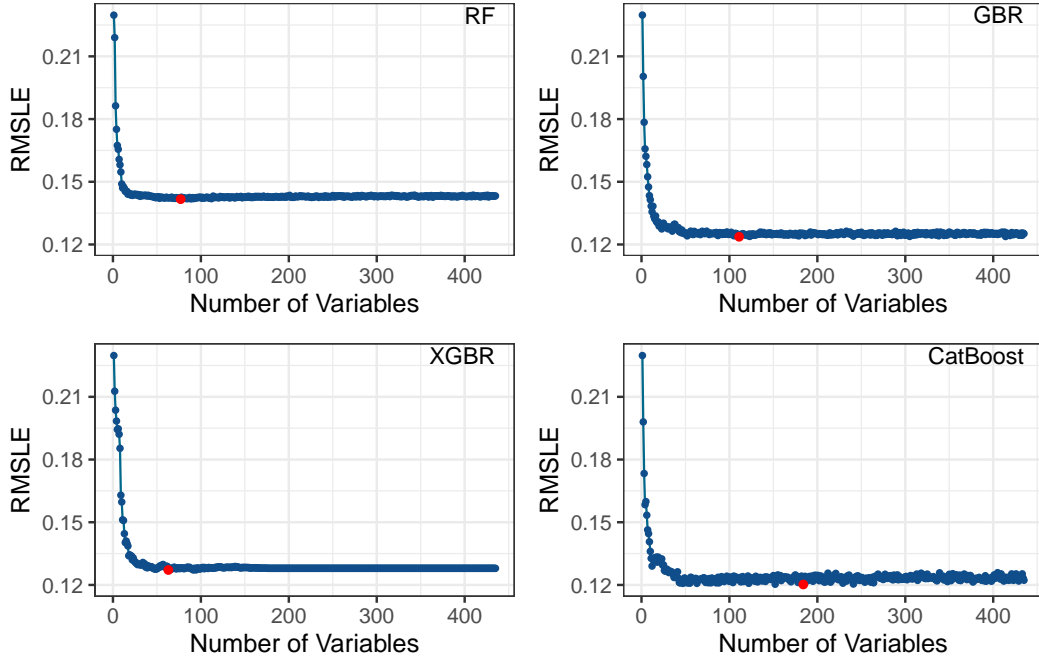 RF
0.21
0.18
0.15
0.12
RMSLE
0 100 200 300 400
Number of Variables
GBR
0.21
0.18
0.15
0.12
RMSLE
0 100 200 300 400
Number of Variables
XGBR
0.21
0.18
0.15
0.12
RMSLE
0 100 200 300 400
Number of Variables
CatBoost
0.21
0.18
0.15
0.12
RMSLE
0 100 200 300 400
Number of Variables